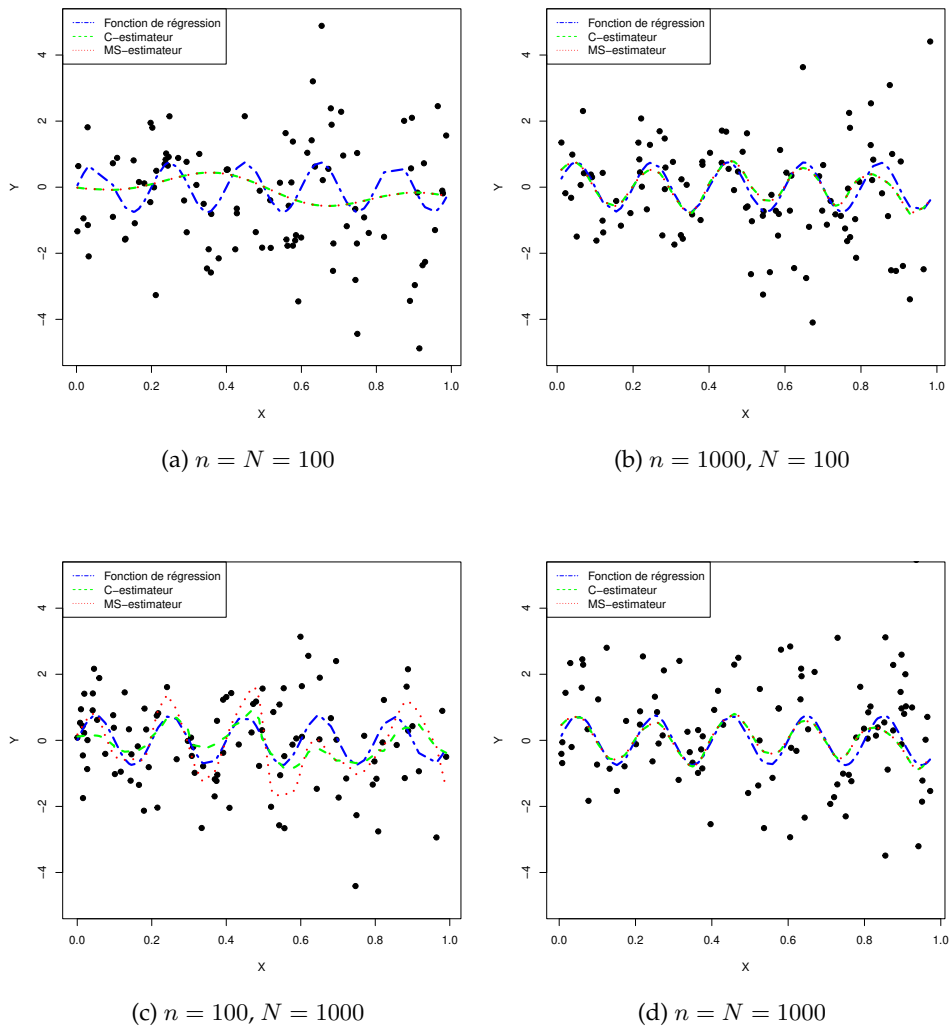 Fonction de régression
C−estimateur
MS−estimateur
Y
4
2
0
−2
−4
0.0 0.2 0.4 0.6 0.8 1.0
X
(a) n = N = 100
Fonction de régression
C−estimateur
MS−estimateur
Y
4
2
0
−2
−4
0.0 0.2 0.4 0.6 0.8 1.0
X
(b) n = 1000, N = 100
Fonction de régression
C−estimateur
MS−estimateur
Y
4
2
0
−2
−4
0.0 0.2 0.4 0.6 0.8 1.0
X
(c) n = 100, N = 1000
Fonction de régression
C−estimateur
MS−estimateur
Y
4
2
0
−2
−4
0.0 0.2 0.4 0.6 0.8 1.0
X
(d) n = N = 1000